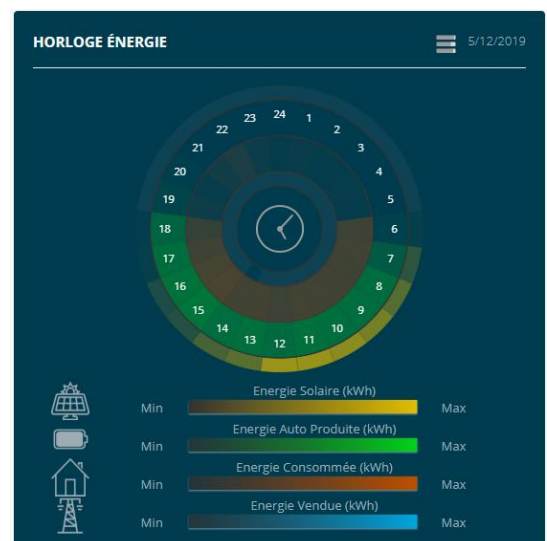 HORLOGE ÉNERGIE
5/12/2019
24
1
2
3
4
5
6
7
8
9
10
11
12
13
14
15
16
17
18
19
20
21
22
23
Energie Solaire (kWh)
Min Max
Energie Auto Produite (kWh)
Min Max
Energie Consommée (kWh)
Min Max
Energie Vendue (kWh)
Min Max